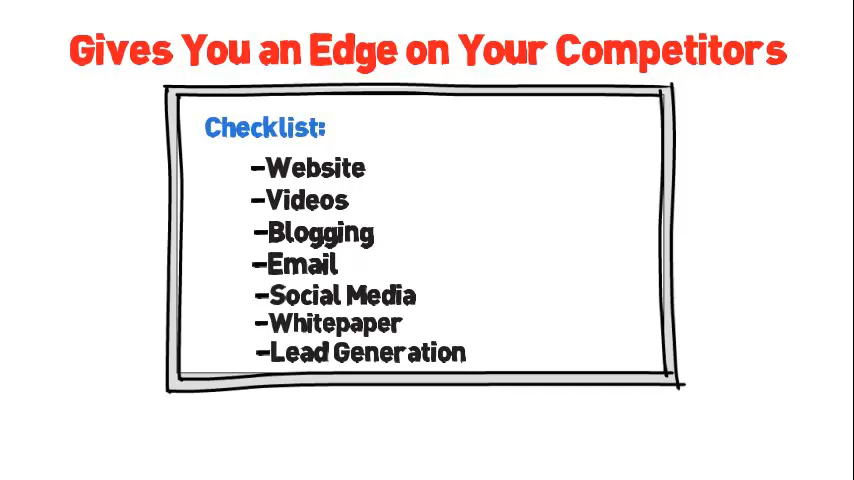 Gives You an Edge on Your Competitors
Checklist:
-Website
-Videos
-Blogging
-Email
-Social Media
-Whitepaper
-Lead Generation